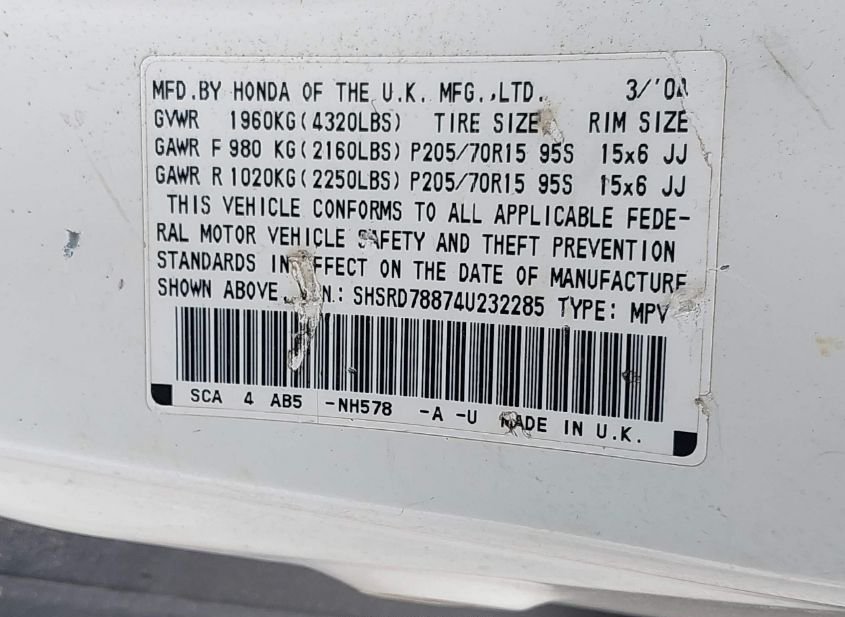 MFD.BY HONDA OF THE U.K. MFG.,LTD. 3/'04
GVWR 1960KG(4320LBS) TIRE SIZE RIM SIZE
GAWR F 980 KG(2160LBS) P205/70R15 95S 15x6 JJ
GAWR R 1020KG(2250LBS) P205/70R15 95S 15x6 JJ
THIS VEHICLE CONFORMS TO ALL APPLICABLE FEDE-
RAL MOTOR VEHICLE SAFETY AND THEFT PREVENTION
STANDARDS IN EFFECT ON THE DATE OF MANUFACTURE
SHOWN ABOVE N.: SHSRD78874U232285 TYPE: MPV
SCA 4 AB5 -NH578 -A -U MADE IN U.K.